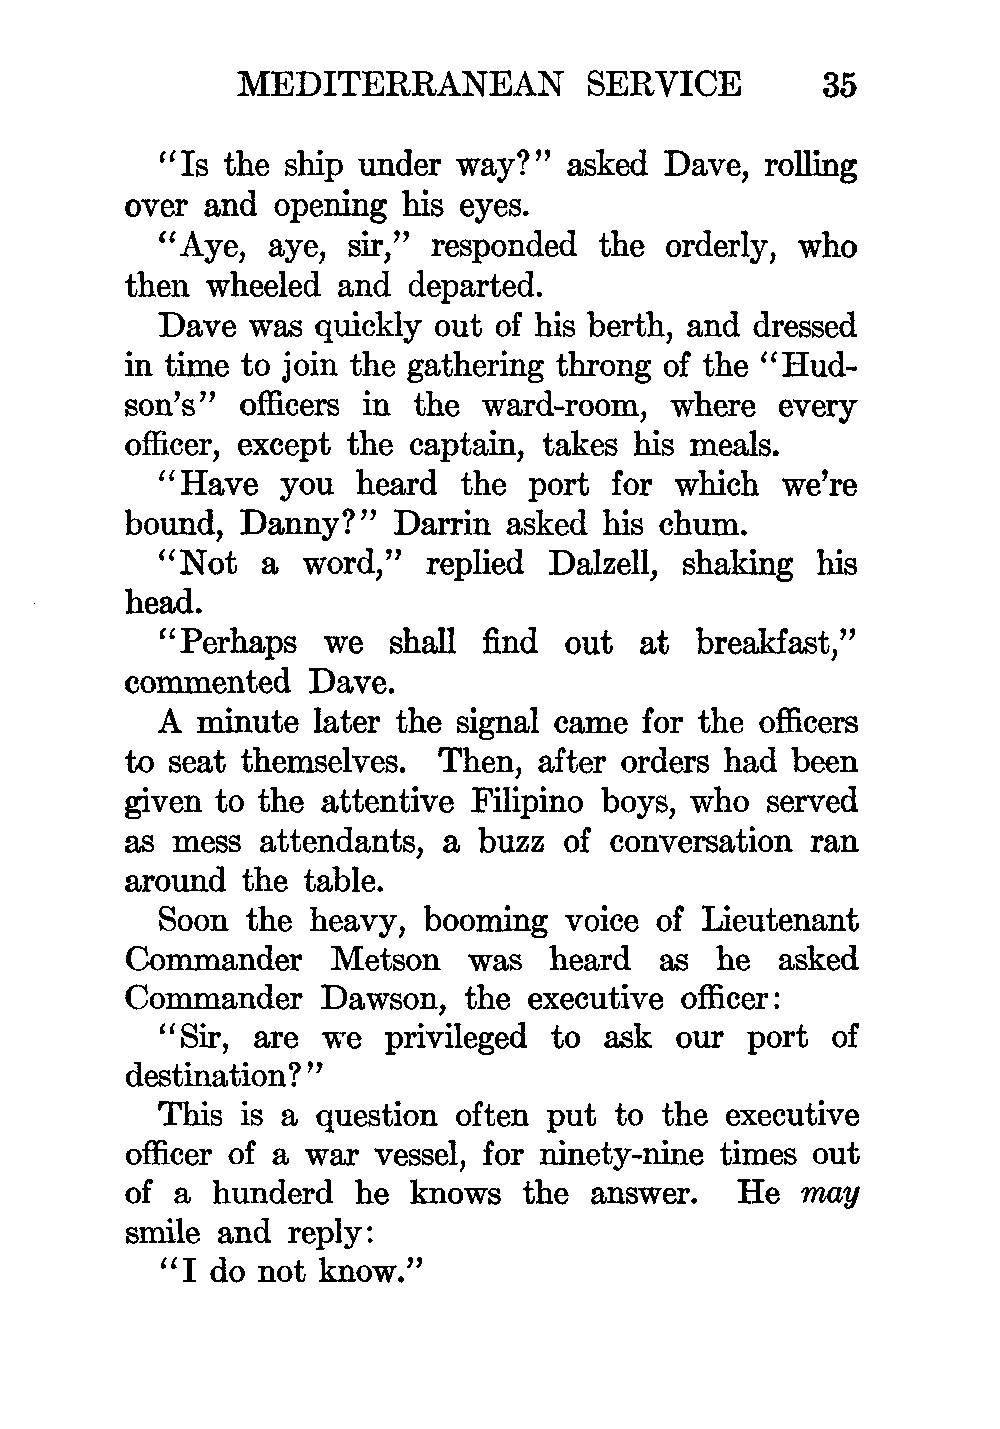 MEDITERRANEAN SERVICE 35
“Is the ship under way?” asked Dave, rolling
over and opening his eyes.
“Aye, aye, sir,” responded the orderly, who
then wheeled and departed.
Dave was quickly out of his berth, and dressed
in time to join the gathering throng of the “Hud-
son’s” officers in the ward-room, where every
officer, except the captain, takes his meals.
“Have you heard the port for which we’re
bound, Danny?” Darrin asked his chum.
“Not a word,” replied Dalzell, shaking his
head.
“Perhaps we shall find out at breakfast,”
commented Dave.
A minute later the signal came for the officers
to seat themselves. Then, after orders had been
given to the attentive Filipino boys, who served
as mess attendants, a buzz of conversation ran
around the table.
Soon the heavy, booming voice of Lieutenant
Commander Metson was heard as he asked
Commander Dawson, the executive officer:
“Sir, are we privileged to ask our port of
destination?”
This is a question often put to the executive
officer of a war vessel, for ninety-nine times out
of a hunderd he knows the answer. He may
smile and reply:
“I do not know.”